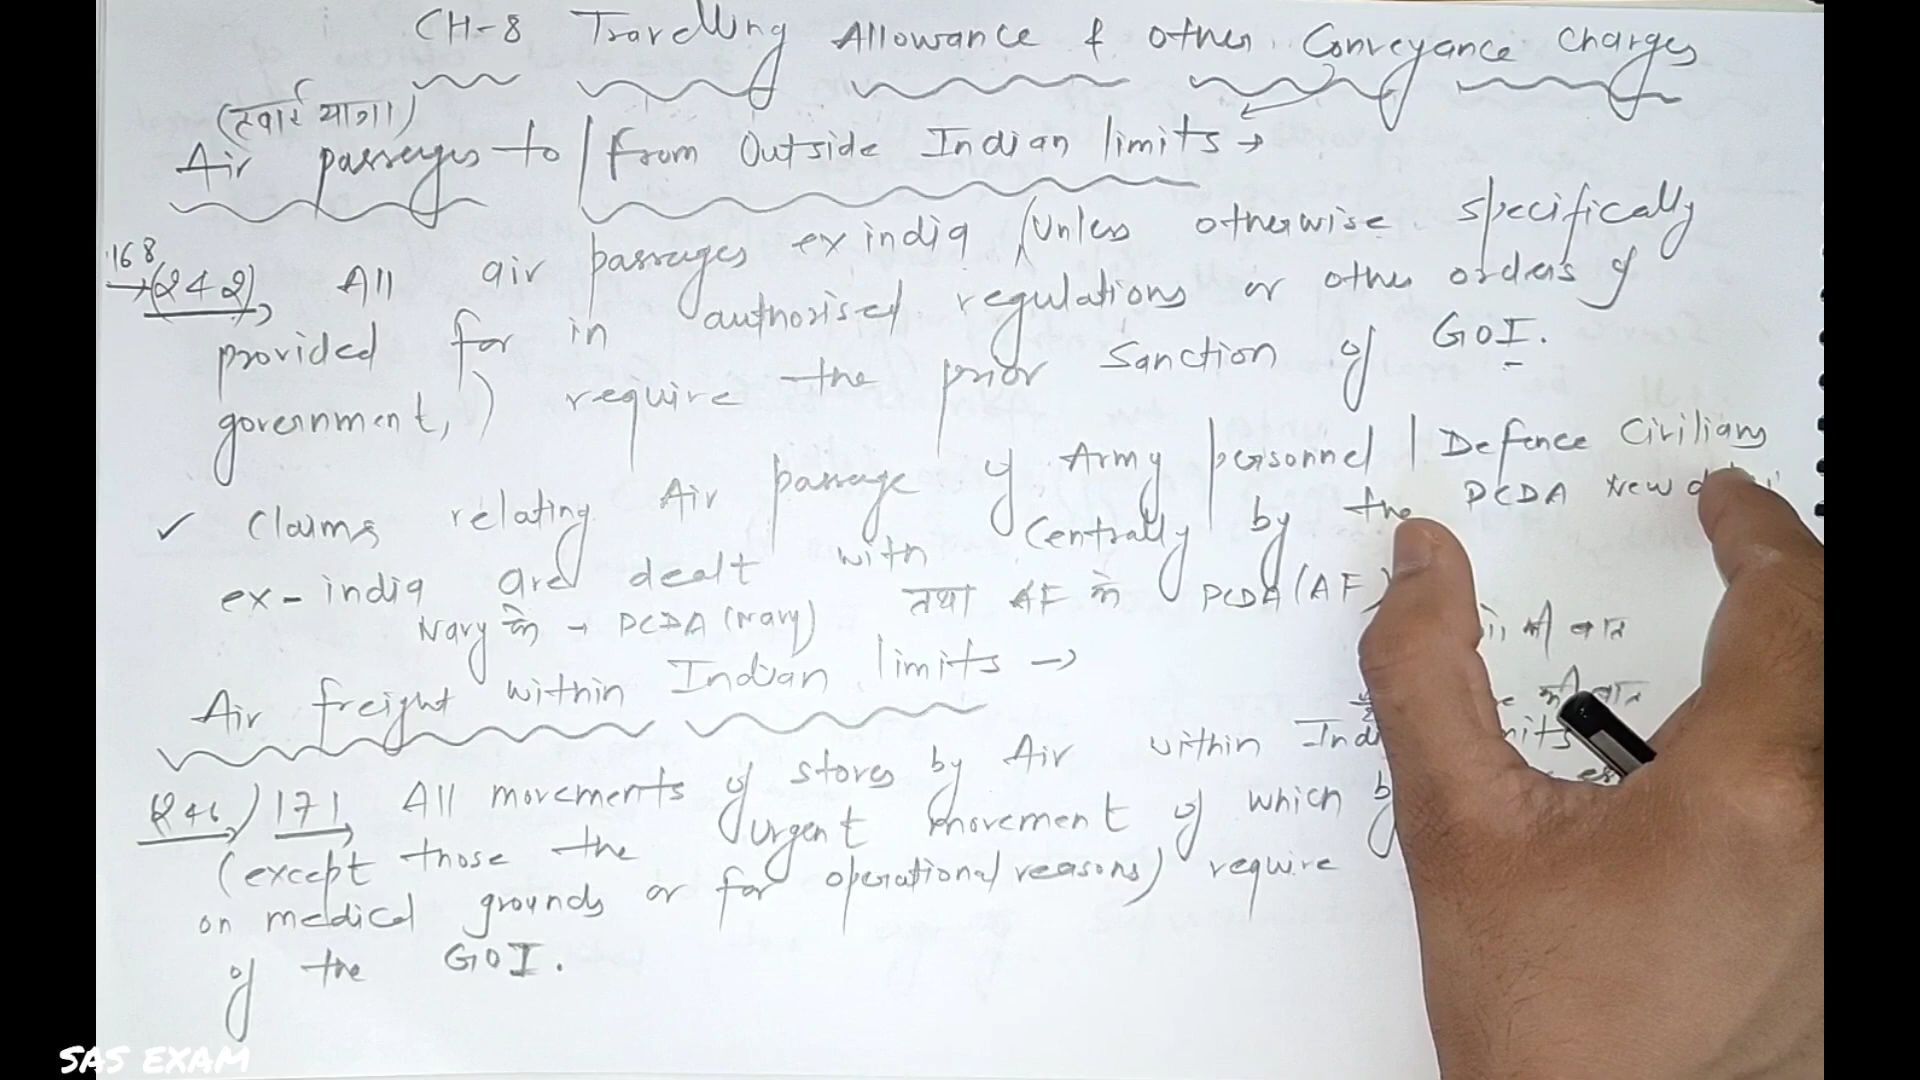 CH-8 Travelling Allowance & other Conveyance charges
(हवाई यात्रा)
Air passages to / from Outside Indian limits →
168
→ (242), All air passages ex india (Unless otherwise specifically
provided for in authorised regulations or other orders of
government,) require the prior Sanction of GOI.
✓ Claims relating Air passage of Army personnel / Defence Civilians
ex-india are dealt with Centrally by the PCDA New
Navy के → PCDA (Navy) तथा AF के PCDA (AF)
की बात
की बात
Air freight within Indian limits →
(246) 171, All movements of stores by Air within
(except those the urgent movement of which
on medical grounds or for operational reasons) require
of the GOI.
SAS EXAM